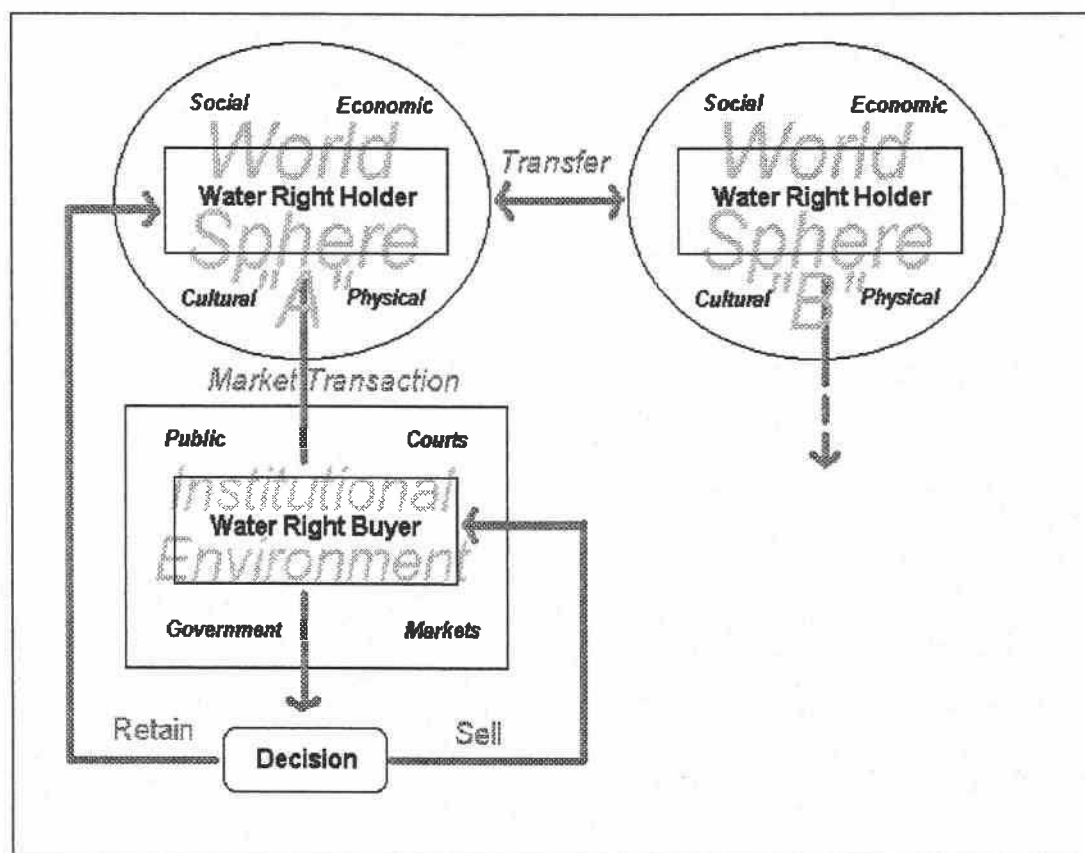 Social Economic
World
Water Right Holder
Sphere
"A"
Cultural Physical
Transfer
Social Economic
World
Water Right Holder
Sphere
"B"
Cultural Physical
Market Transaction
Public Courts
Institutional
Water Right Buyer
Environment
Government Markets
Retain
Decision
Sell